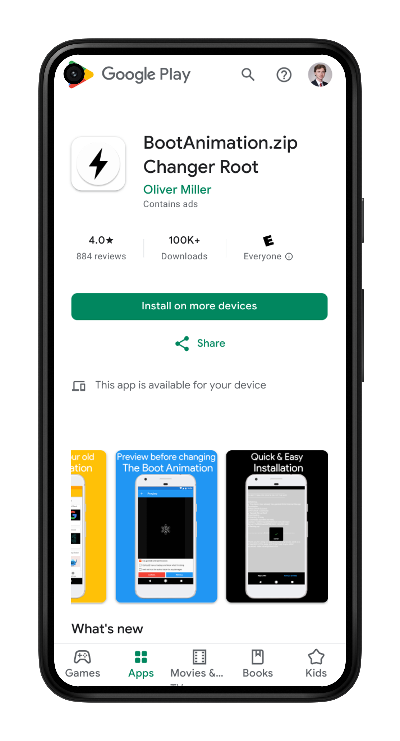 Google Play
BootAnimation.zip
Changer Root
Oliver Miller
Contains ads
4.0★
884 reviews
100K+
Downloads
E
Everyone
Install on more devices
Share
This app is available for your device
ur old
ation
Preview before changing
The Boot Animation
Quick & Easy
Installation
What's new
Games
Apps
Movies &...
Books
Kids